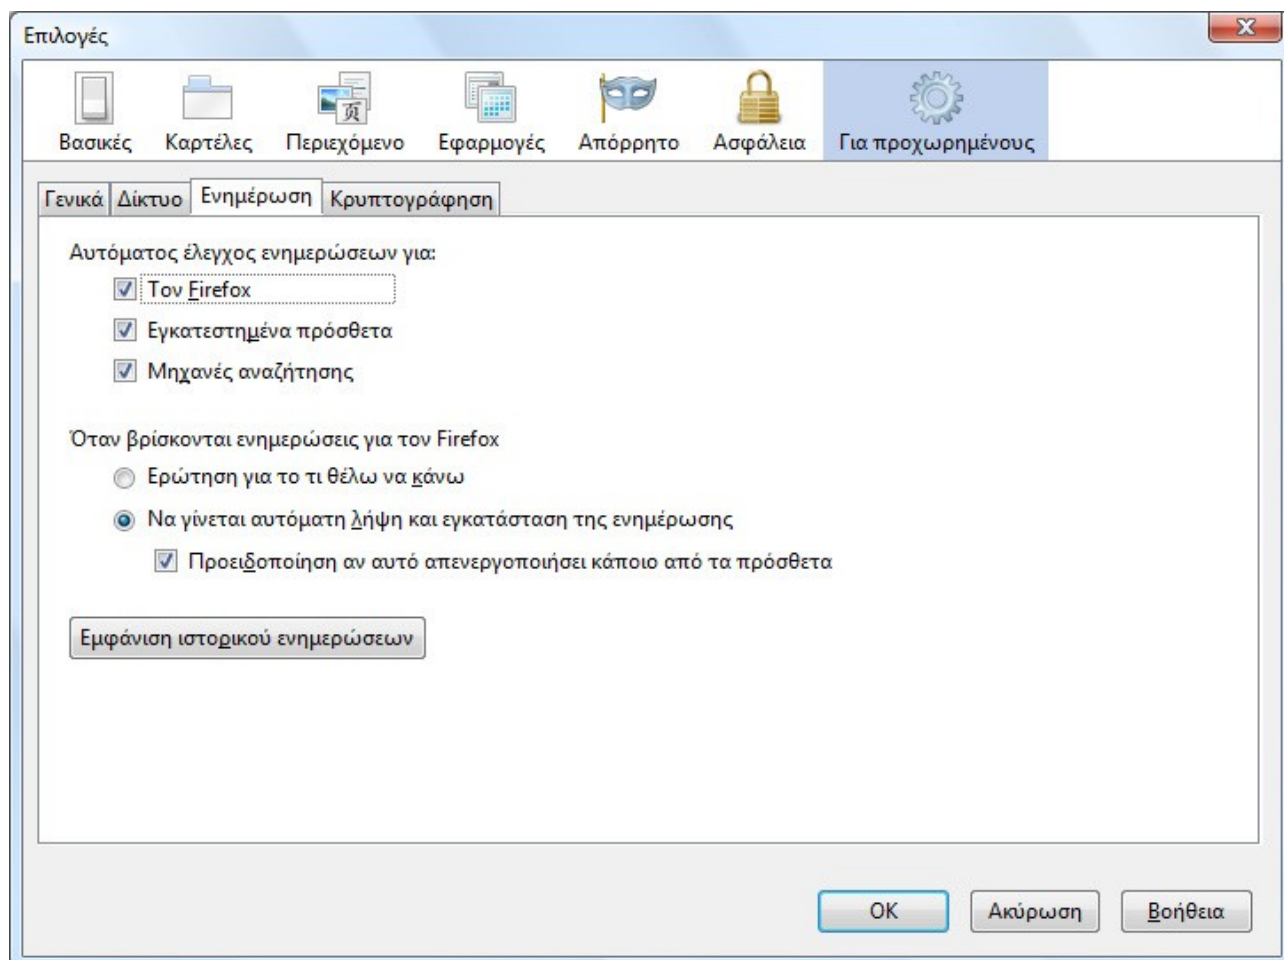 Επιλογές
Βασικές Καρτέλες Περιεχόμενο Εφαρμογές Απόρρητο Ασφάλεια Για προχωρημένους
Γενικά Δίκτυο Ενημέρωση Κρυπτογράφηση
Αυτόματος έλεγχος ενημερώσεων για:
Τον Firefox
Εγκατεστημένα πρόσθετα
Μηχανές αναζήτησης
Όταν βρίσκονται ενημερώσεις για τον Firefox
Ερώτηση για το τι θέλω να κάνω
Να γίνεται αυτόματη λήψη και εγκατάσταση της ενημέρωσης
Προειδοποίηση αν αυτό απενεργοποιήσει κάποιο από τα πρόσθετα
Εμφάνιση ιστορικού ενημερώσεων
OK Ακύρωση Βοήθεια